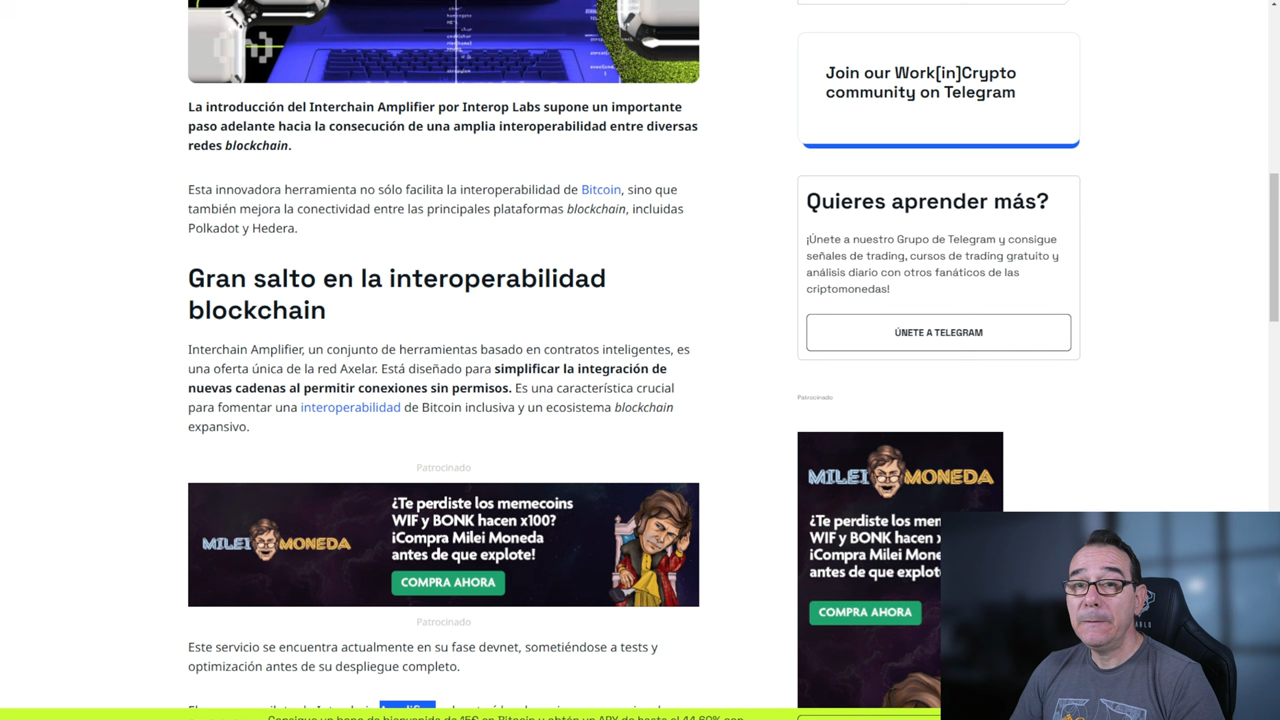 La introducción del Interchain Amplifier por Interop Labs supone un importante
paso adelante hacia la consecución de una amplia interoperabilidad entre diversas
redes blockchain.
Esta innovadora herramienta no sólo facilita la interoperabilidad de Bitcoin, sino que
también mejora la conectividad entre las principales plataformas blockchain, incluidas
Polkadot y Hedera.
Gran salto en la interoperabilidad
blockchain
Interchain Amplifier, un conjunto de herramientas basado en contratos inteligentes, es
una oferta única de la red Axelar. Está diseñado para simplificar la integración de
nuevas cadenas al permitir conexiones sin permisos. Es una característica crucial
para fomentar una interoperabilidad de Bitcoin inclusiva y un ecosistema blockchain
expansivo.
Patrocinado
MILEI MONEDA
¿Te perdiste los memecoins
WIF y BONK hacen x100?
¡Compra Milei Moneda
antes de que explote!
COMPRA AHORA
Patrocinado
Este servicio se encuentra actualmente en su fase devnet, sometiéndose a tests y
optimización antes de su despliegue completo.
Join our Work[in]Crypto
community on Telegram
Quieres aprender más?
¡Únete a nuestro Grupo de Telegram y consigue
señales de trading, cursos de trading gratuito y
análisis diario con otros fanáticos de las
criptomonedas!
ÚNETE A TELEGRAM
Patrocinado
MILEI MONEDA
¿Te perdiste los mem
WIF y BONK hacen x
¡Compra Milei Mone
antes de que explot
COMPRA AHORA